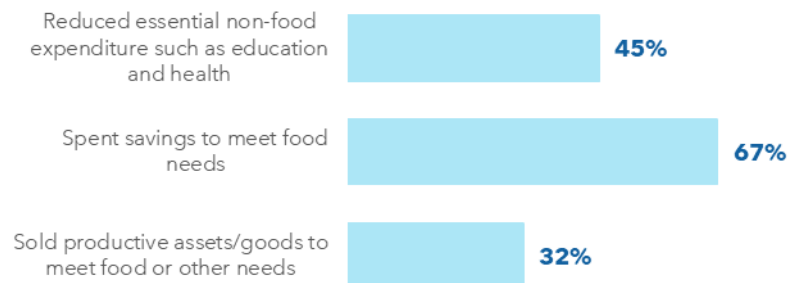 Reduced essential non-food
expenditure such as education
and health
45%
Spent savings to meet food
needs
67%
Sold productive assets/goods to
meet food or other needs
32%